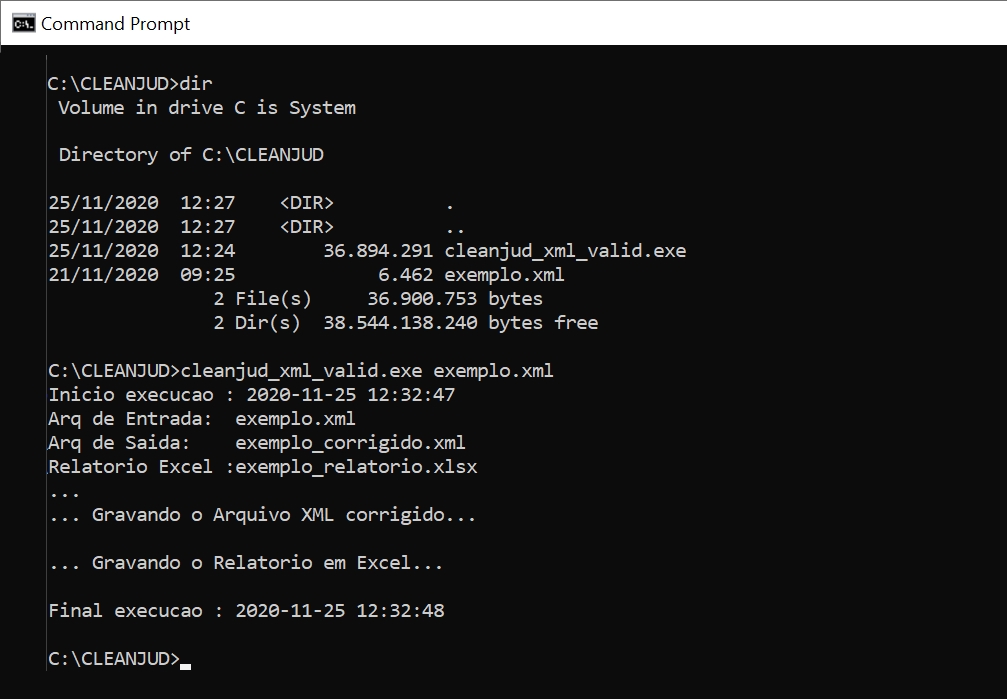 Command Prompt
C:\CLEANJUD>dir
 Volume in drive C is System

 Directory of C:\CLEANJUD

25/11/2020  12:27    <DIR>          .
25/11/2020  12:27    <DIR>          ..
25/11/2020  12:24        36.894.291 cleanjud_xml_valid.exe
21/11/2020  09:25             6.462 exemplo.xml
               2 File(s)     36.900.753 bytes
               2 Dir(s)  38.544.138.240 bytes free

C:\CLEANJUD>cleanjud_xml_valid.exe exemplo.xml
Inicio execucao : 2020-11-25 12:32:47
Arq de Entrada:  exemplo.xml
Arq de Saida:    exemplo_corrigido.xml
Relatorio Excel :exemplo_relatorio.xlsx
...
... Gravando o Arquivo XML corrigido...

... Gravando o Relatorio em Excel...

Final execucao : 2020-11-25 12:32:48

C:\CLEANJUD>